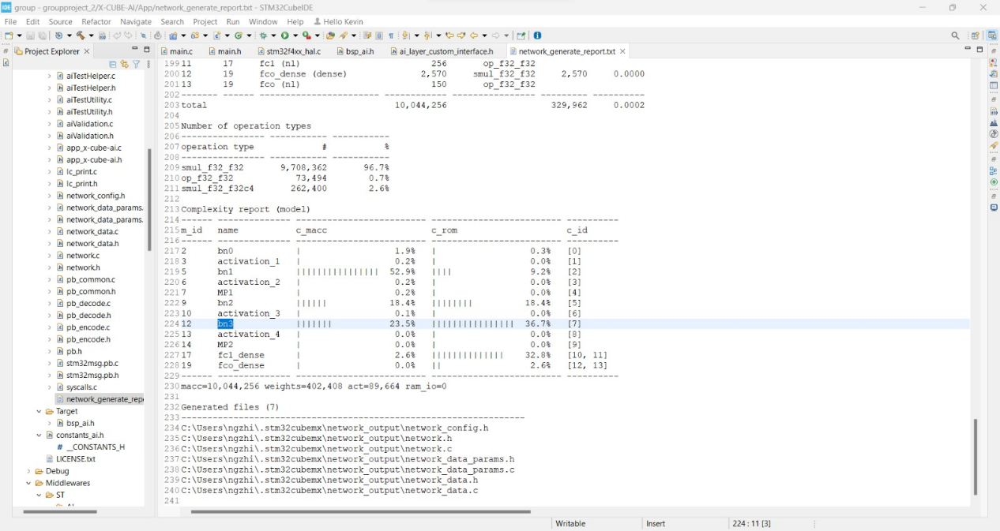 IDE group - groupproject_2/X-CUBE-AI/App/network_generate_report.txt - STM32CubeIDE
File Edit Source Refactor Navigate Search Project Run Window Help Hello Kevin
Project Explorer
main.c main.h stm32f4xx_hal.c bsp_ai.h ai_layer_custom_interface.h network_generate_report.txt
aiTestHelper.c
aiTestHelper.h
aiTestUtility.c
aiTestUtility.h
aiValidation.c
aiValidation.h
app_x-cube-ai.c
app_x-cube-ai.h
lc_print.c
lc_print.h
network_config.h
network_data_params.
network_data_params.
network_data.c
network_data.h
network.c
network.h
pb_common.c
pb_common.h
pb_decode.c
pb_decode.h
pb_encode.c
pb_encode.h
pb.h
stm32msg.pb.c
stm32msg.pb.h
syscalls.c
network_generate_repo
Target
bsp_ai.h
constants_ai.h
# __CONSTANTS_H
LICENSE.txt
Debug
Middlewares
ST
199 11 17 fc1 (nl) 256 op_f32_f32
200 12 19 fco_dense (dense) 2,570 smul_f32_f32 2,570 0.0000
201 13 19 fco (nl) 150 op_f32_f32
202 ------- ------ ----------------------- ------------ ---------------- --------- ----------
203 total 10,044,256 329,962 0.0002
204
205 Number of operation types
206 ---------------- ----------- -----------
207 operation type # %
208 ---------------- ----------- -----------
209 smul_f32_f32 9,708,362 96.7%
210 op_f32_f32 73,494 0.7%
211 smul_f32_f32c4 262,400 2.6%
212
213 Complexity report (model)
214 ------ -------------- ------------------------- ------------------------- ----------
215 m_id name c_macc c_rom c_id
216 ------ -------------- ------------------------- ------------------------- ----------
217 2 bn0 | 1.9% | 0.3% [0]
218 3 activation_1 | 0.2% | 0.0% [1]
219 5 bn1 |||||||||||||||| 52.9% |||| 9.2% [2]
220 6 activation_2 | 0.2% | 0.0% [3]
221 7 MP1 | 0.2% | 0.0% [4]
222 9 bn2 |||||| 18.4% |||||||| 18.4% [5]
223 10 activation_3 | 0.1% | 0.0% [6]
224 12 bn3 ||||||| 23.5% |||||||||||||||| 36.7% [7]
225 13 activation_4 | 0.0% | 0.0% [8]
226 14 MP2 | 0.0% | 0.0% [9]
227 17 fc1_dense | 2.6% |||||||||||||| 32.8% [10, 11]
228 19 fco_dense | 0.0% || 2.6% [12, 13]
229 ------ -------------- ------------------------- ------------------------- ----------
230 macc=10,044,256 weights=402,408 act=89,664 ram_io=0
231
232 Generated files (7)
233 ------------------------------------------------------------------
234 C:\Users\ngzhi\.stm32cubemx\network_output\network_config.h
235 C:\Users\ngzhi\.stm32cubemx\network_output\network.h
236 C:\Users\ngzhi\.stm32cubemx\network_output\network.c
237 C:\Users\ngzhi\.stm32cubemx\network_output\network_data_params.h
238 C:\Users\ngzhi\.stm32cubemx\network_output\network_data_params.c
239 C:\Users\ngzhi\.stm32cubemx\network_output\network_data.h
240 C:\Users\ngzhi\.stm32cubemx\network_output\network_data.c
241
Writable Insert 224 : 11 [3]